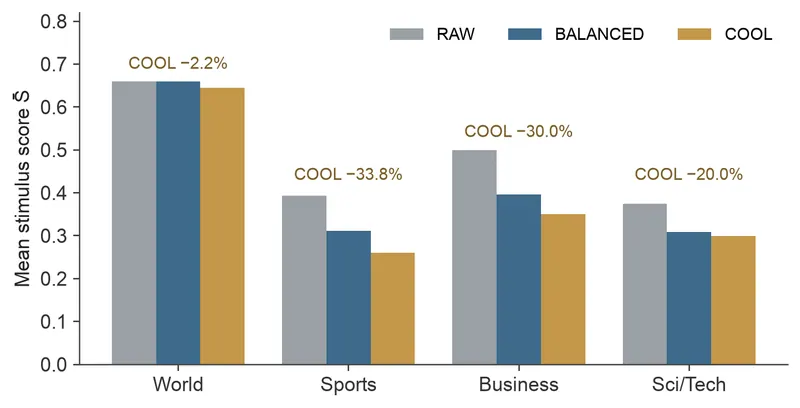 0.8
RAW BALANCED COOL
0.7
COOL −2.2%
0.6
COOL −30.0%
0.5
COOL −33.8%
COOL −20.0%
0.4
0.3
0.2
0.1
0.0
Mean stimulus score S̄
World Sports Business Sci/Tech